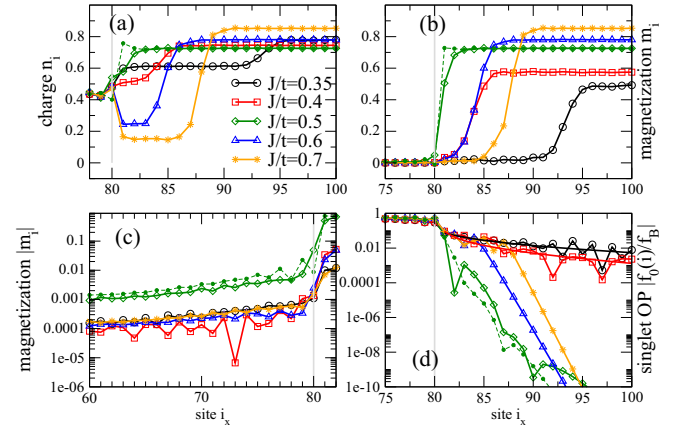 charge n_i
0
0.2
0.4
0.6
0.8
1
80
85
90
95
100
(a)
J/t=0.35
J/t=0.4
J/t=0.5
J/t=0.6
J/t=0.7
0
0.2
0.4
0.6
0.8
1
75
80
85
90
95
100
(b)
magnetization m_i
magnetization |m_i|
0.1
0.01
0.001
0.0001
1e-05
1e-06
60
70
80
site i_x
(c)
1
0.01
0.0001
1e-06
1e-08
1e-10
75
80
85
90
95
100
site i_x
(d)
singlet OP |f_0(i)/f_B|